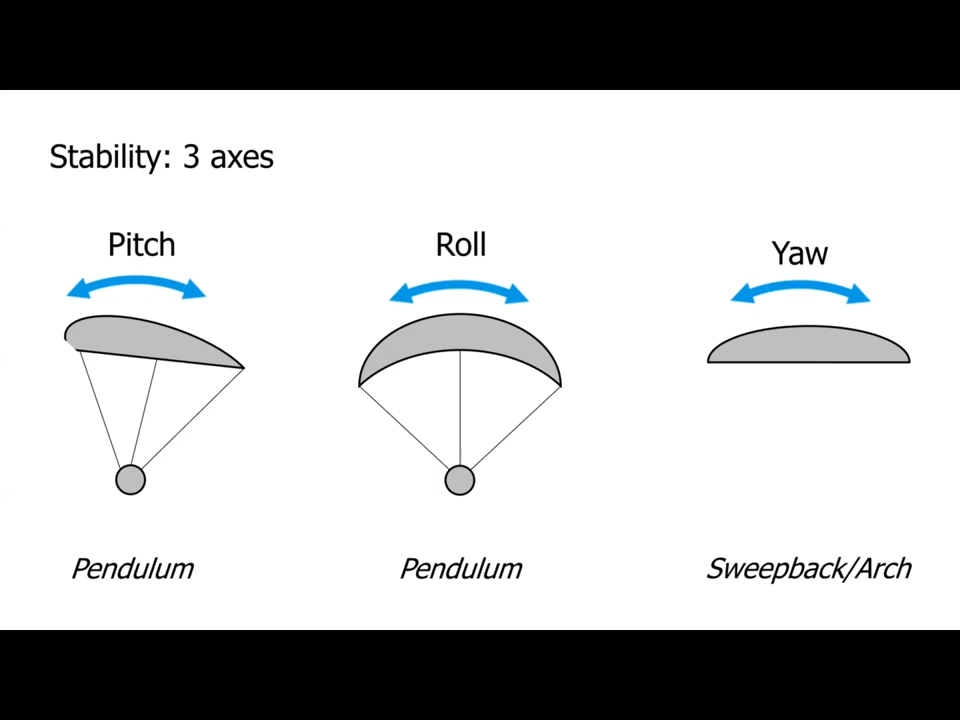 Stability: 3 axes
Pitch
Roll
Yaw
Pendulum
Pendulum
Sweepback/Arch